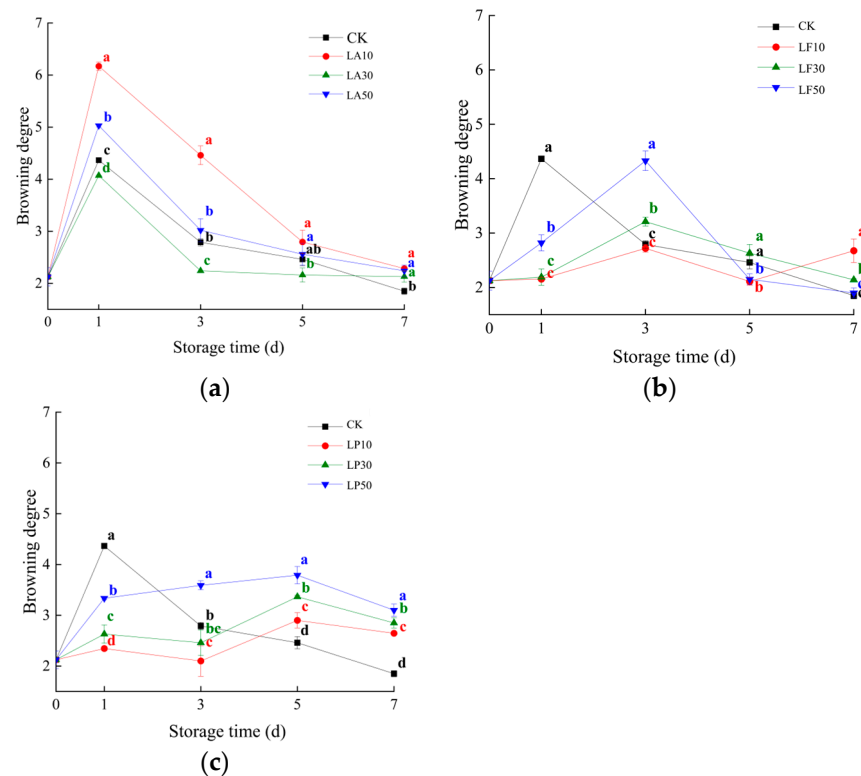 7
6
5
4
3
2
Browning degree
0
1
3
5
7
Storage time (d)
CK
LA10
LA30
LA50
a
b
c
d
a
b
b
c
a
a
ab
b
a
a
a
b
(a)
7
6
5
4
3
2
Browning degree
0
1
3
5
7
Storage time (d)
CK
LF10
LF30
LF50
a
b
c
c
a
b
c
c
a
a
b
b
a
b
c
c
(b)
7
6
5
4
3
2
Browning degree
0
1
3
5
7
Storage time (d)
CK
LP10
LP30
LP50
a
b
c
d
a
b
bc
c
a
b
c
d
a
b
c
d
(c)